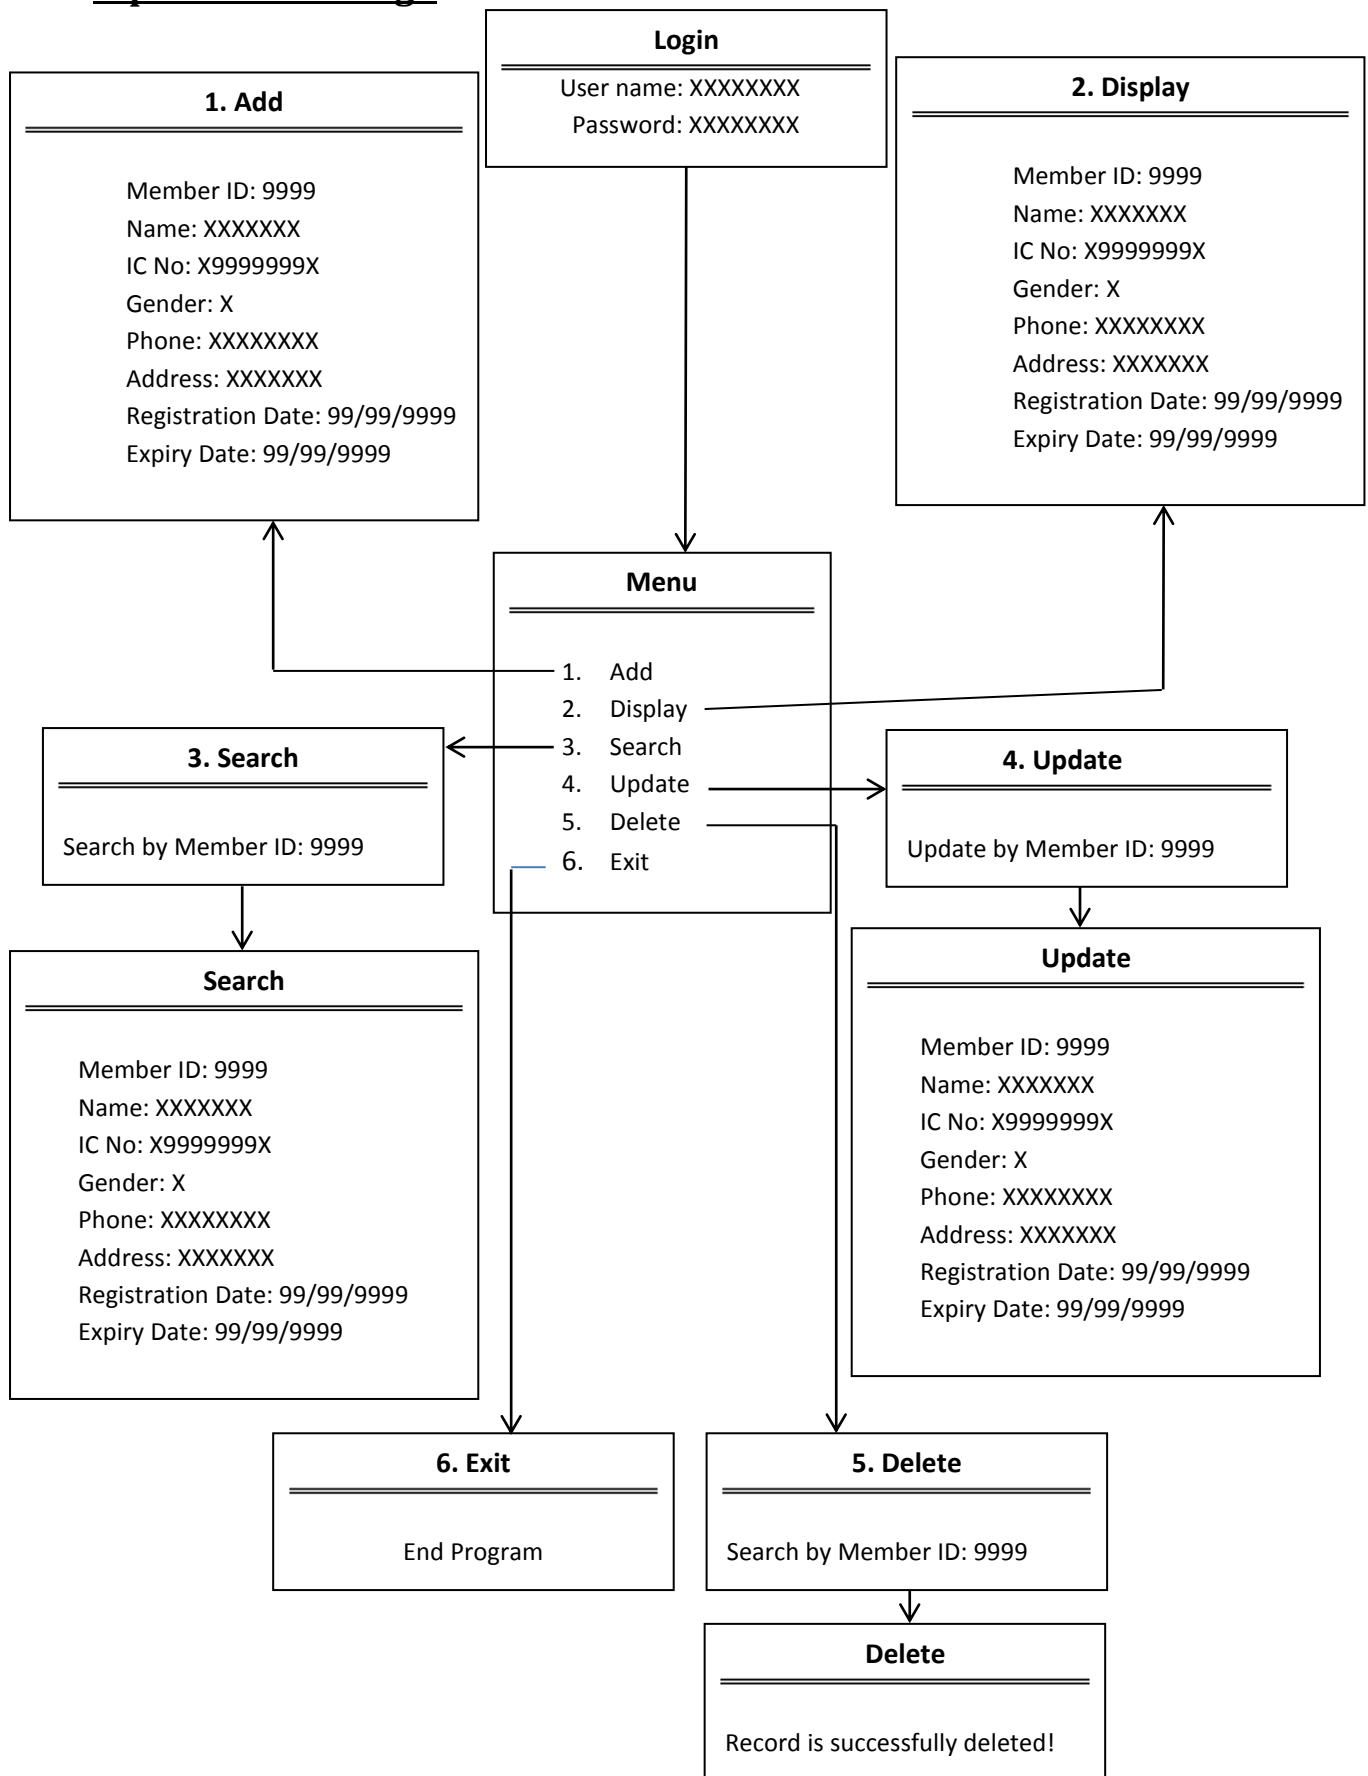 Login
User name: XXXXXXXX
Password: XXXXXXXX
1. Add
Member ID: 9999
Name: XXXXXXX
IC No: X9999999X
Gender: X
Phone: XXXXXXXX
Address: XXXXXXX
Registration Date: 99/99/9999
Expiry Date: 99/99/9999
2. Display
Member ID: 9999
Name: XXXXXXX
IC No: X9999999X
Gender: X
Phone: XXXXXXXX
Address: XXXXXXX
Registration Date: 99/99/9999
Expiry Date: 99/99/9999
Menu
1. Add
2. Display
3. Search
4. Update
5. Delete
6. Exit
3. Search
Search by Member ID: 9999
4. Update
Update by Member ID: 9999
Search
Member ID: 9999
Name: XXXXXXX
IC No: X9999999X
Gender: X
Phone: XXXXXXXX
Address: XXXXXXX
Registration Date: 99/99/9999
Expiry Date: 99/99/9999
Update
Member ID: 9999
Name: XXXXXXX
IC No: X9999999X
Gender: X
Phone: XXXXXXXX
Address: XXXXXXX
Registration Date: 99/99/9999
Expiry Date: 99/99/9999
6. Exit
End Program
5. Delete
Search by Member ID: 9999
Delete
Record is successfully deleted!